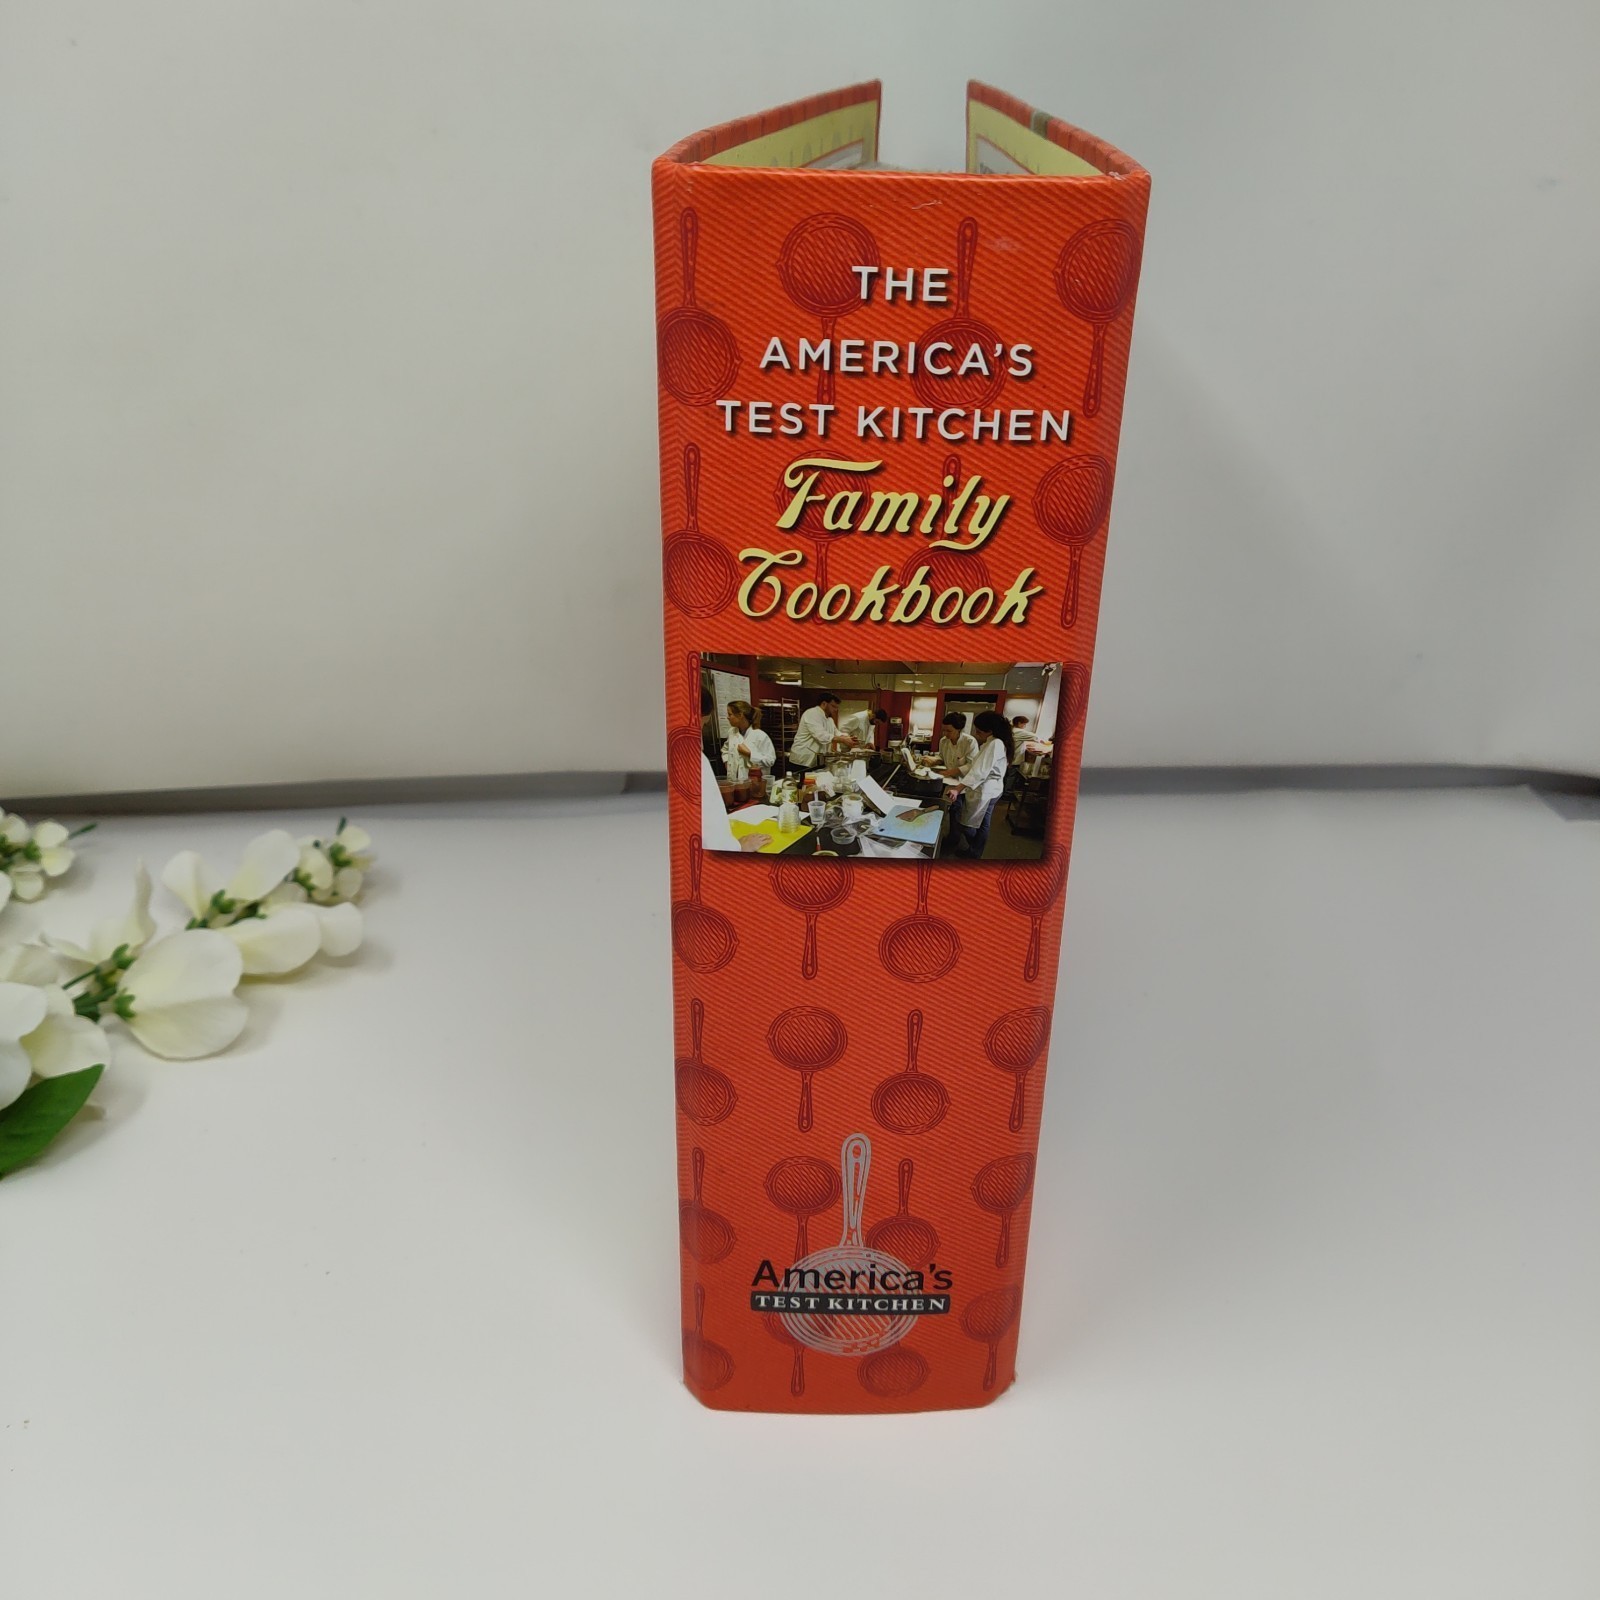 THE
AMERICA'S
TEST KITCHEN
Family
Cookbook
America's
TEST KITCHEN